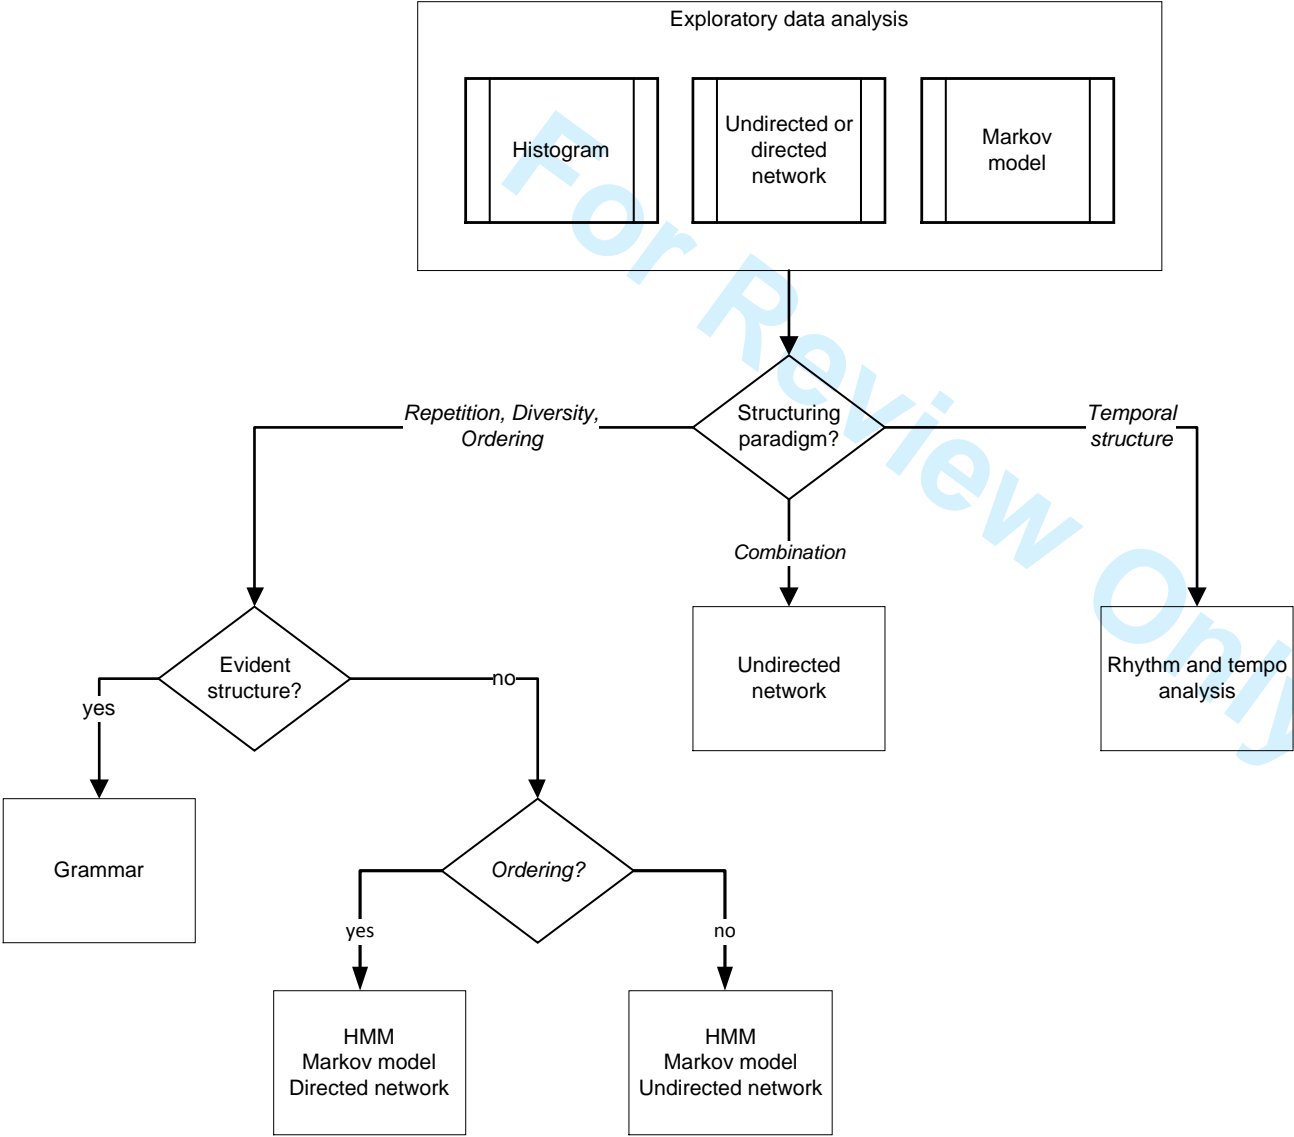 Exploratory data analysis
Histogram
Undirected or
directed
network
Markov
model
Structuring
paradigm?
Repetition, Diversity,
Ordering
Temporal
structure
Combination
Evident
structure?
Undirected
network
Rhythm and tempo
analysis
yes
no
Grammar
Ordering?
yes
no
HMM
Markov model
Directed network
HMM
Markov model
Undirected network
For Review Only